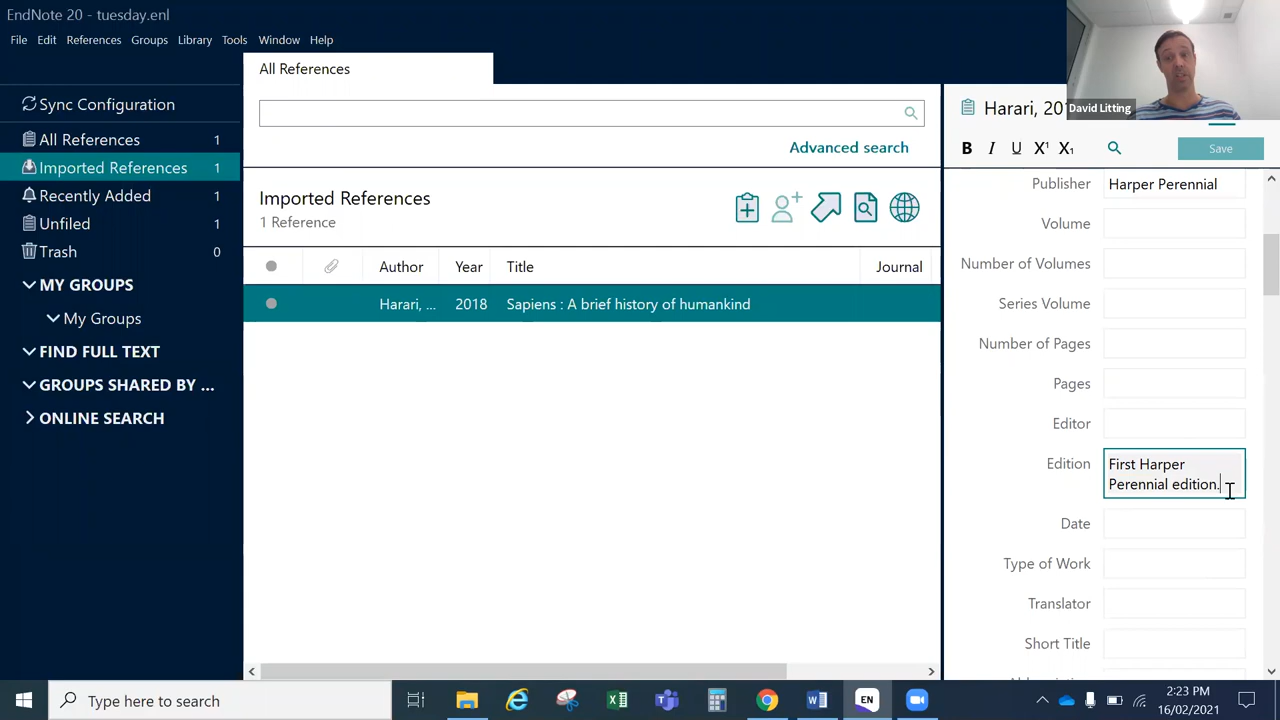 EndNote 20 - tuesday.enl
File Edit References Groups Library Tools Window Help
Sync Configuration
All References 1
Imported References 1
Recently Added 1
Unfiled 1
Trash 0
MY GROUPS
My Groups
FIND FULL TEXT
GROUPS SHARED BY ...
ONLINE SEARCH
All References
Advanced search
Imported References
1 Reference
Author Year Title Journal
Harari, ... 2018 Sapiens : A brief history of humankind
David Litting
B I U X¹ X₁
Save
Publisher Harper Perennial
Volume
Number of Volumes
Series Volume
Number of Pages
Pages
Editor
Edition First Harper
Perennial edition.
Date
Type of Work
Translator
Short Title
Type here to search
EN
2:23 PM
16/02/2021